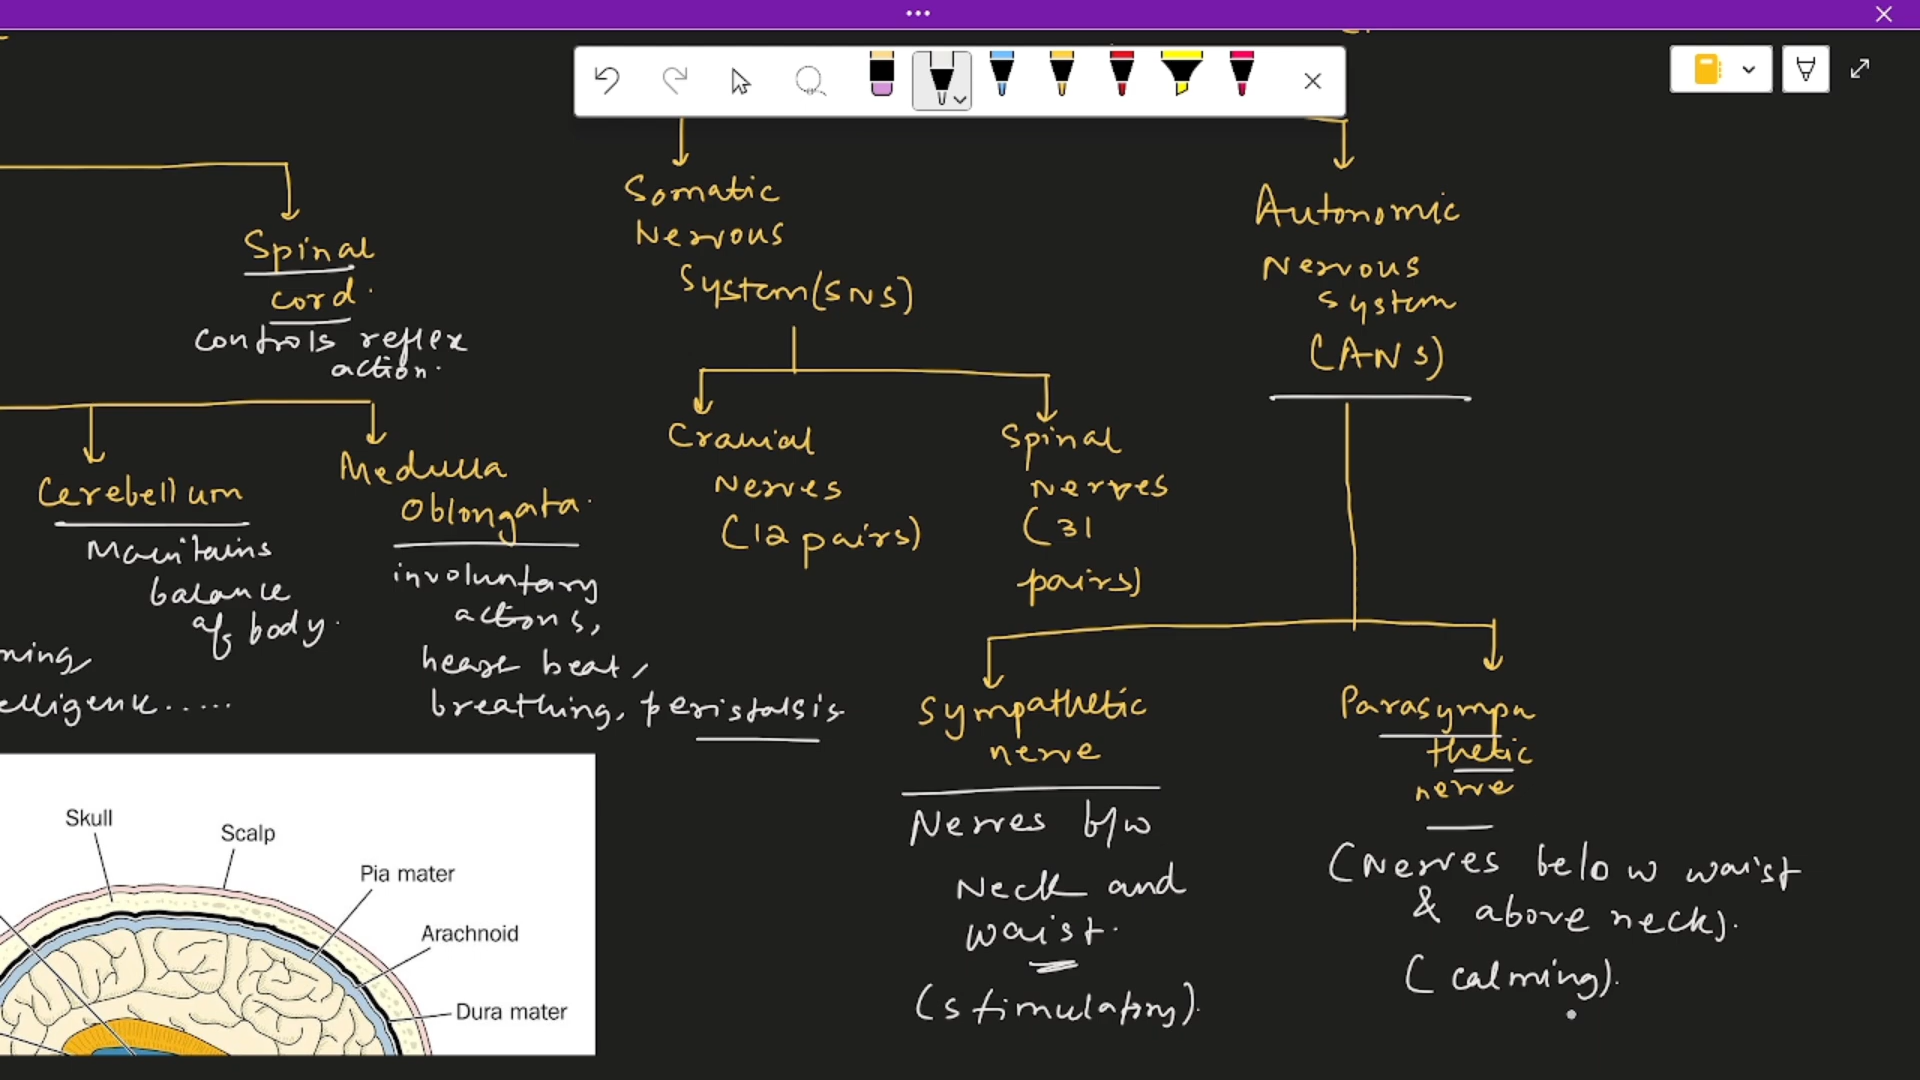 Spinal
cord.
controls reflex
action.
Somatic
Nervous
System(SNS)
Autonomic
Nervous
System
(ANS)
Cerebellum
Maintains
balance
of body.
Medulla
Oblongata.
involuntary
actions,
heart beat,
breathing, peristalsis
ning,
elligence.....
Cranial
Nerves
(12 pairs)
Spinal
Nerves
(31
pairs)
Sympathetic
nerve
Nerves b/w
Neck and
waist.
(stimulatory).
Parasympa
thetic
nerve
(Nerves below waist
& above neck).
(calming).
Skull
Scalp
Pia mater
Arachnoid
Dura mater